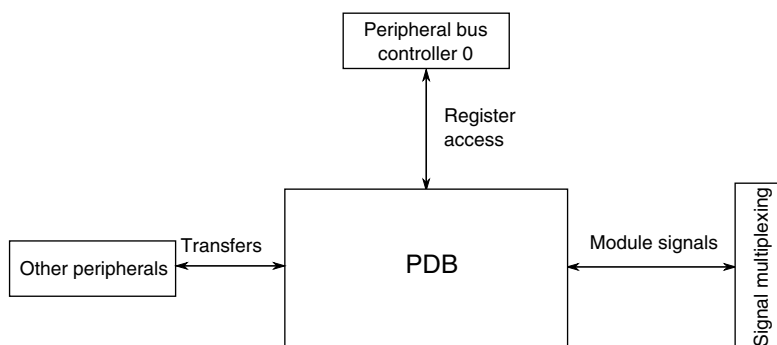 Peripheral bus
controller 0
Register
access
Transfers
Other peripherals
PDB
Module signals
Signal multiplexing